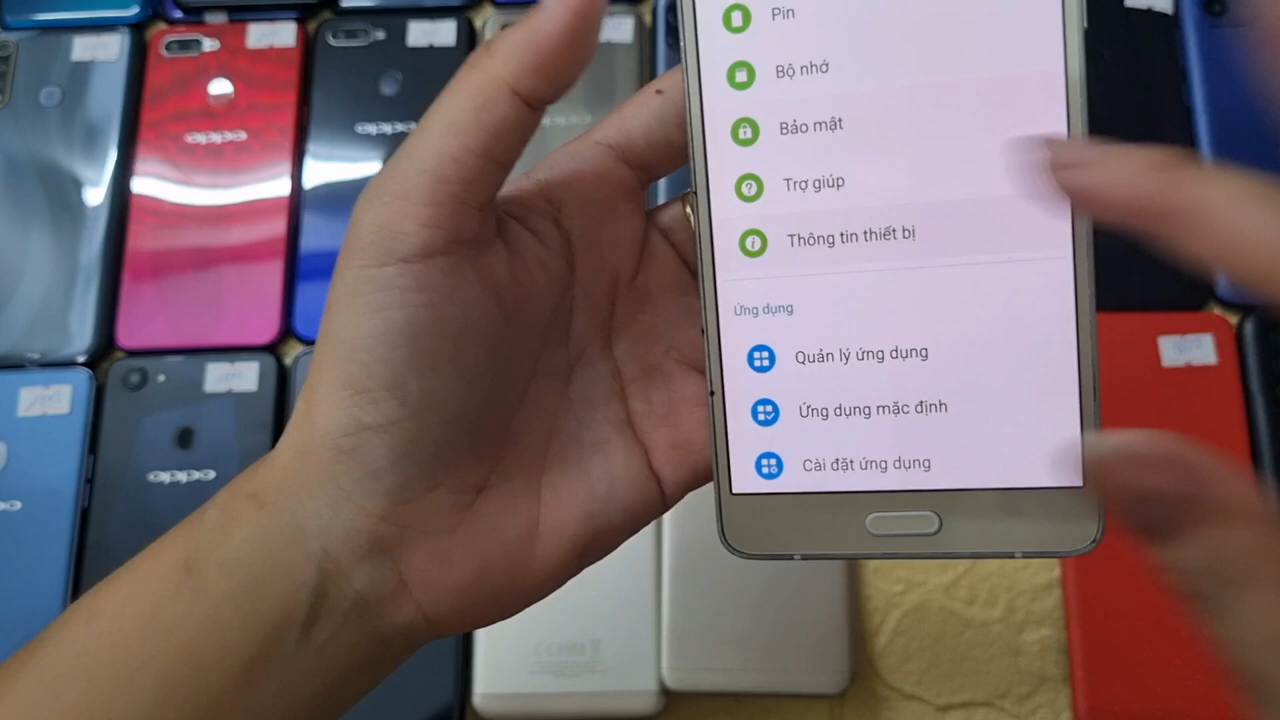 Pin
Bộ nhớ
Bảo mật
Trợ giúp
Thông tin thiết bị
Ứng dụng
Quản lý ứng dụng
Ứng dụng mặc định
Cài đặt ứng dụng
oppo
oppo
oppo